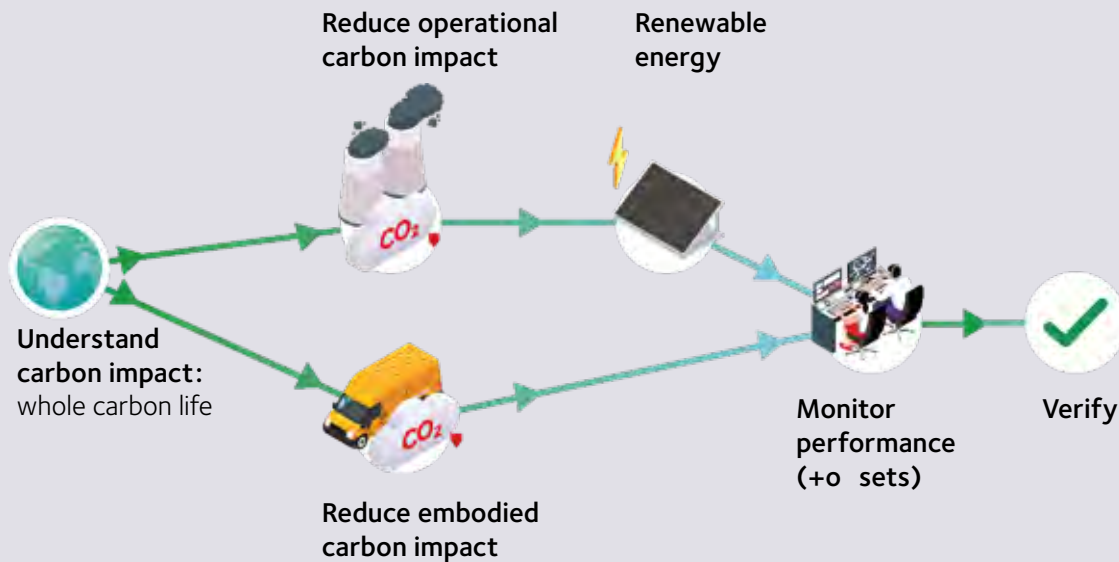 Reduce operational
carbon impact
Renewable
energy
CO₂
Understand
carbon impact:
whole carbon life
CO₂
Reduce embodied
carbon impact
Monitor
performance
(+o sets)
Verify